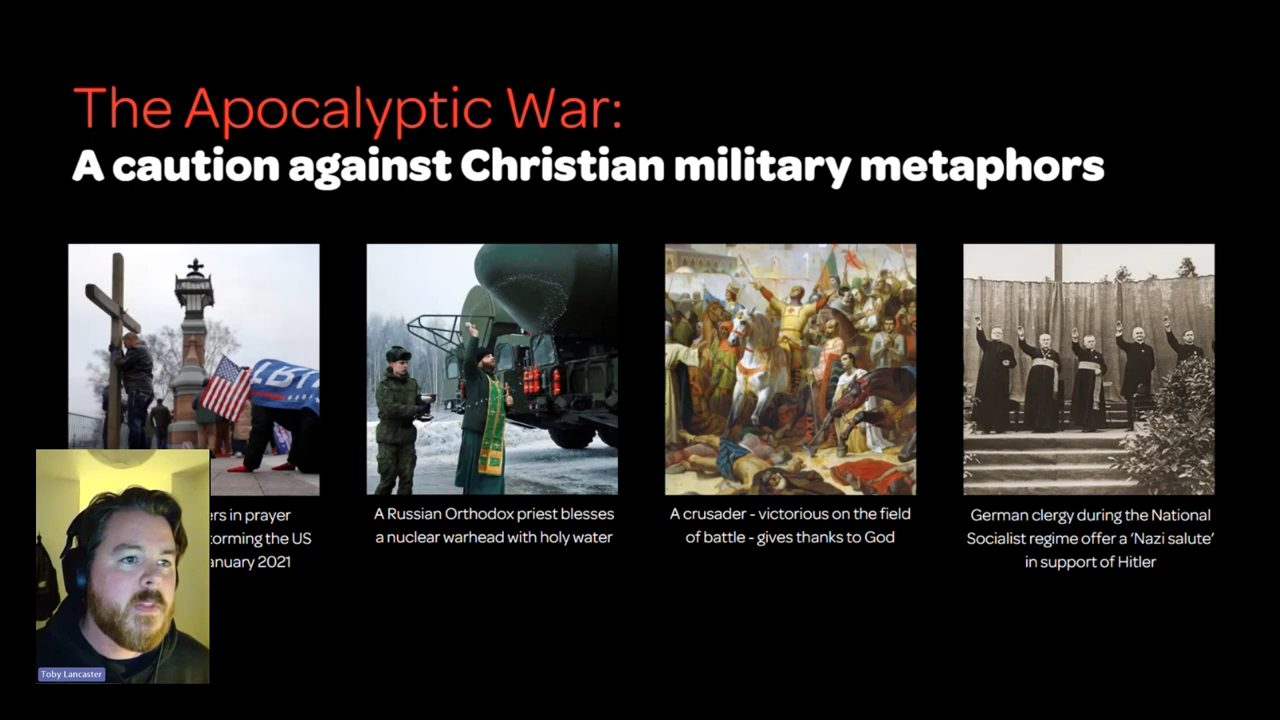 The Apocalyptic War:
A caution against Christian military metaphors
ers in prayer
torming the US
anuary 2021
A Russian Orthodox priest blesses
a nuclear warhead with holy water
A crusader - victorious on the field
of battle - gives thanks to God
German clergy during the National
Socialist regime offer a ‘Nazi salute’
in support of Hitler
Toby Lancaster